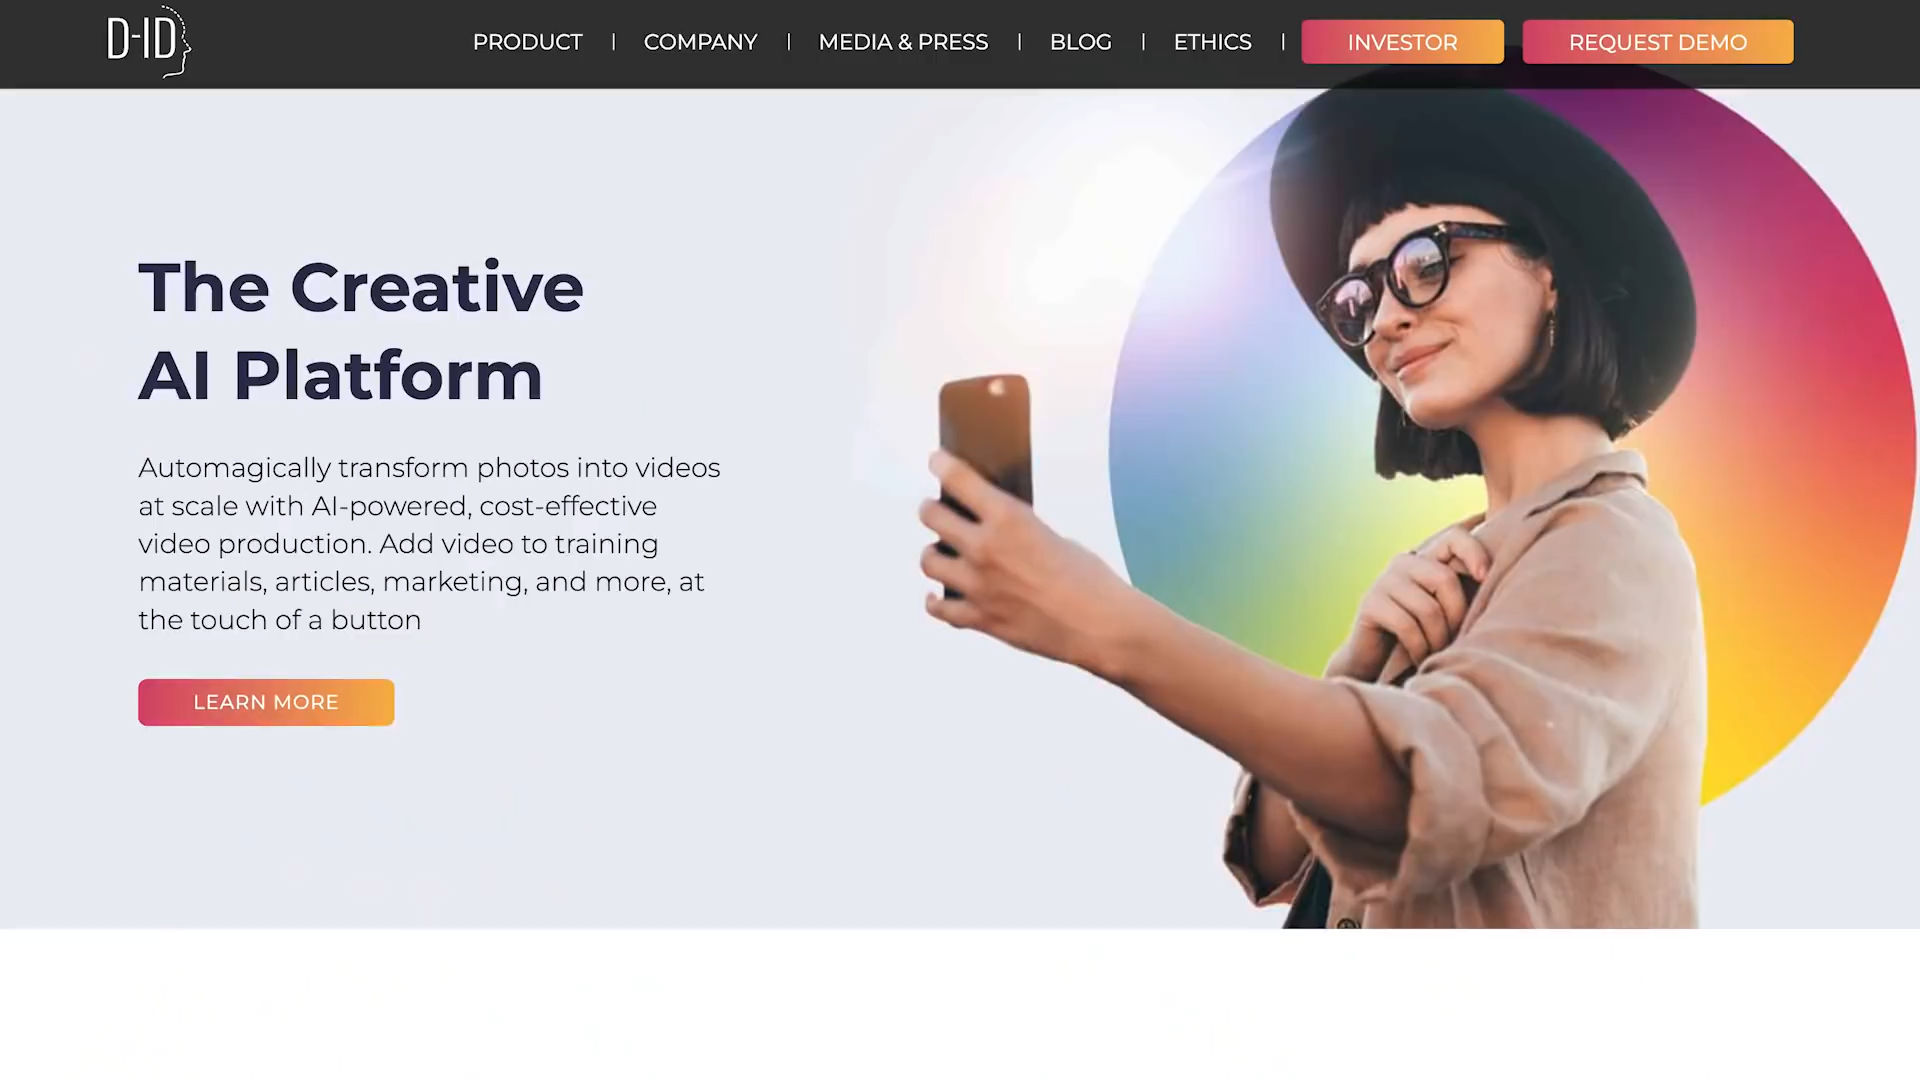 D-ID
PRODUCT | COMPANY | MEDIA & PRESS | BLOG | ETHICS | INVESTOR REQUEST DEMO
The Creative
AI Platform
Automagically transform photos into videos
at scale with AI-powered, cost-effective
video production. Add video to training
materials, articles, marketing, and more, at
the touch of a button
LEARN MORE